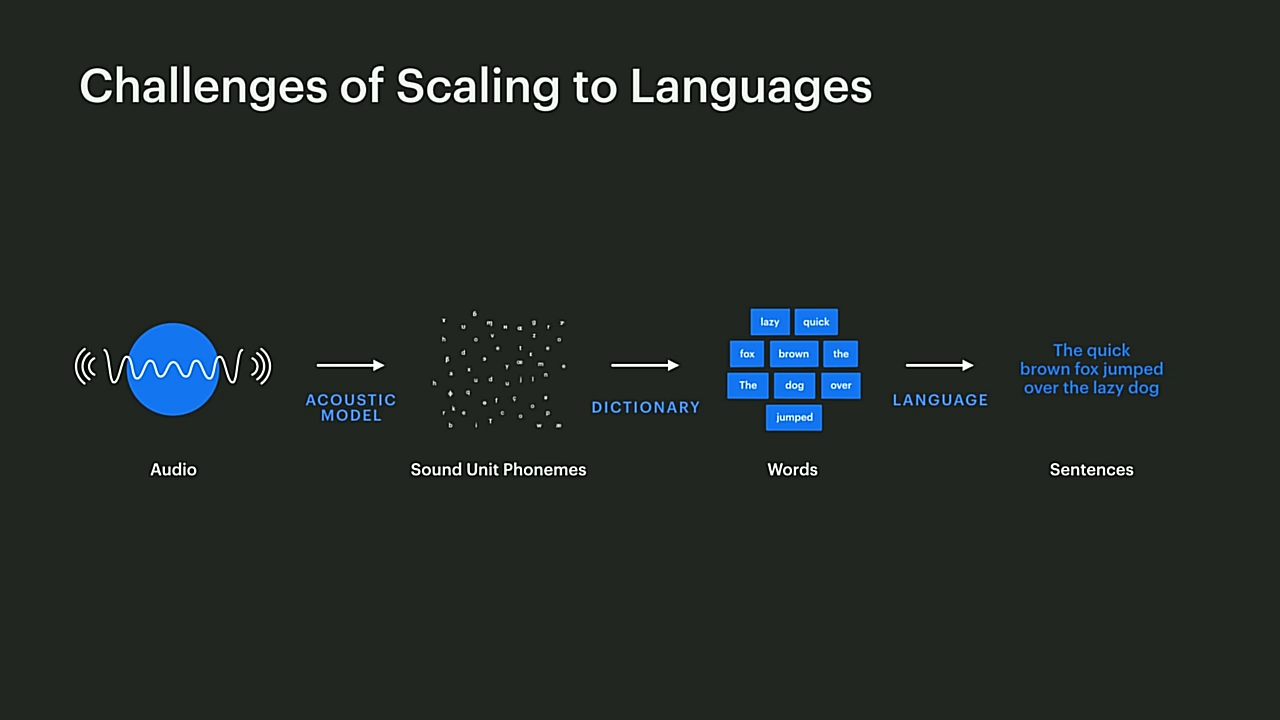 Challenges of Scaling to Languages
ACOUSTIC
MODEL
DICTIONARY
lazy quick
fox brown the
The dog over
jumped
LANGUAGE
The quick
brown fox jumped
over the lazy dog
Audio
Sound Unit Phonemes
Words
Sentences